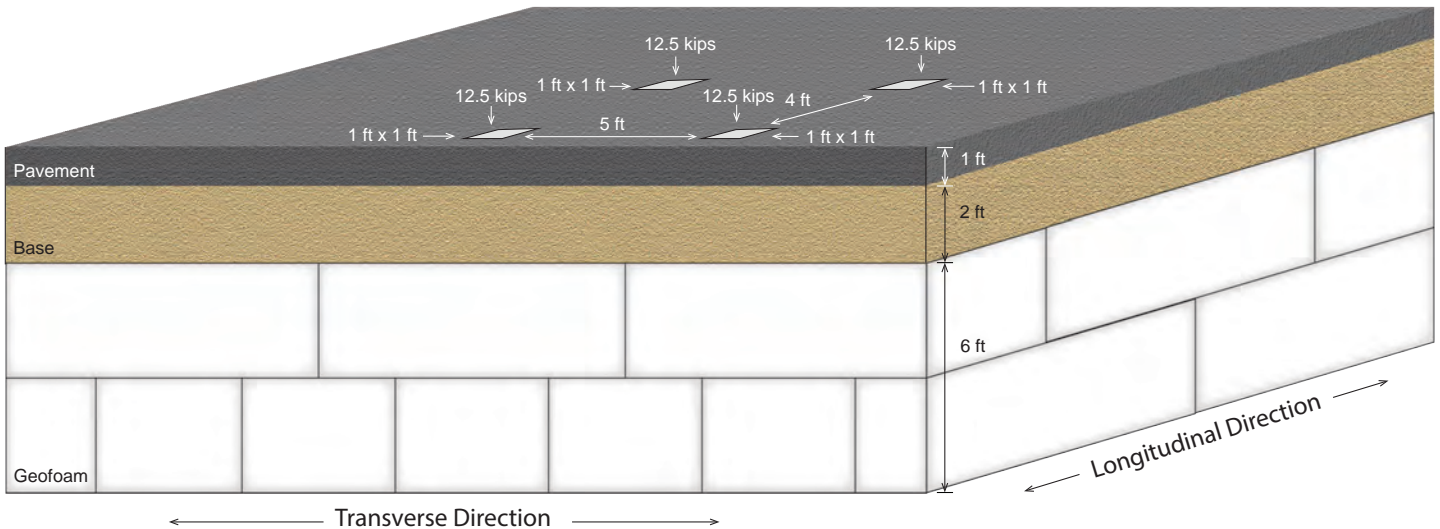 12.5 kips
12.5 kips
1 ft x 1 ft
1 ft x 1 ft
12.5 kips
12.5 kips
4 ft
1 ft x 1 ft
5 ft
1 ft x 1 ft
Pavement
1 ft
Base
2 ft
6 ft
Geofoam
Longitudinal Direction
Transverse Direction